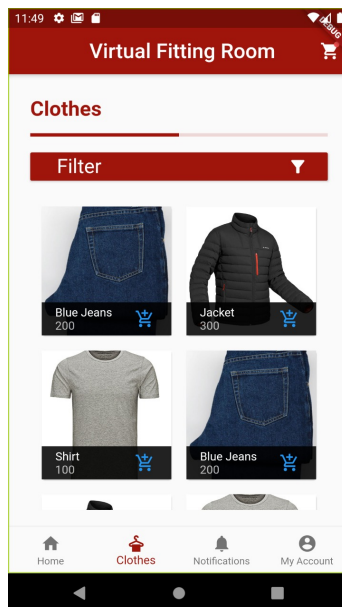 11:49
DEBUG
Virtual Fitting Room
Clothes
Filter
Blue Jeans
200
Jacket
300
Shirt
100
Blue Jeans
200
Home
Clothes
Notifications
My Account